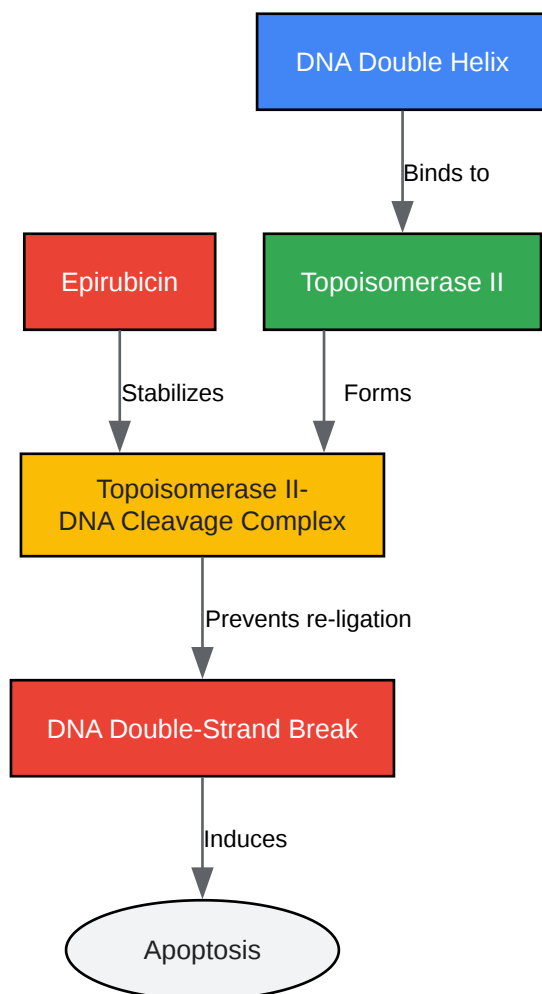 DNA Double Helix
Binds to
Epirubicin
Topoisomerase II
Stabilizes
Forms
Topoisomerase II-
DNA Cleavage Complex
Prevents re-ligation
DNA Double-Strand Break
Induces
Apoptosis